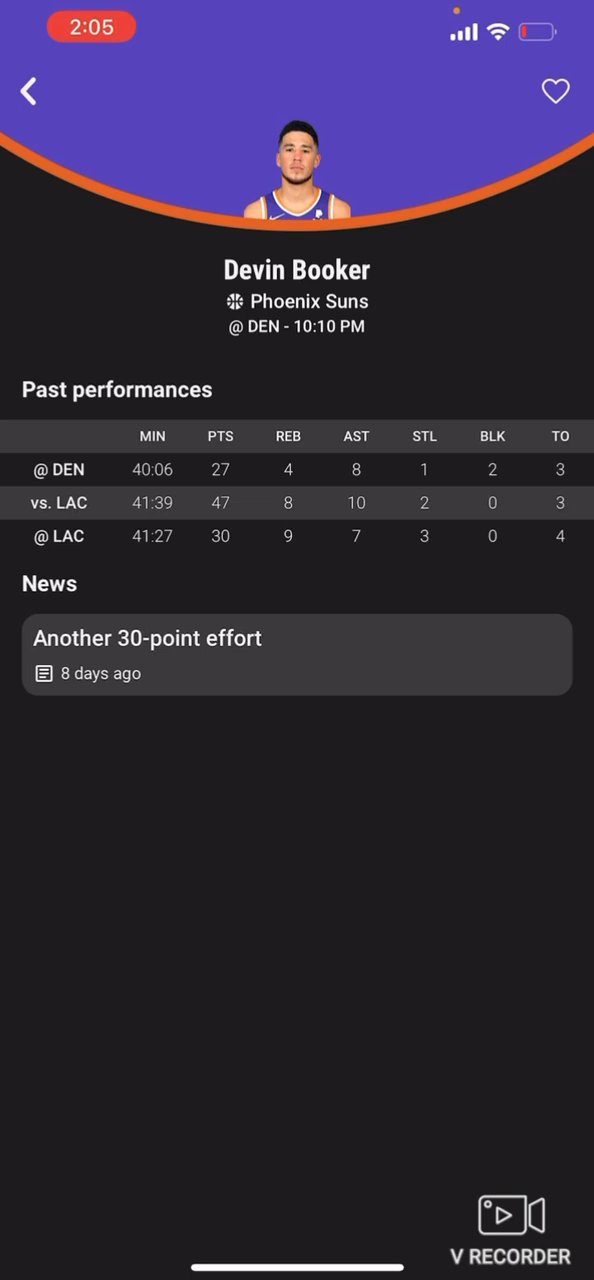 2:05
Devin Booker
Phoenix Suns
@ DEN - 10:10 PM
Past performances
MIN PTS REB AST STL BLK TO
@ DEN 40:06 27 4 8 1 2 3
vs. LAC 41:39 47 8 10 2 0 3
@ LAC 41:27 30 9 7 3 0 4
News
Another 30-point effort
8 days ago
V RECORDER